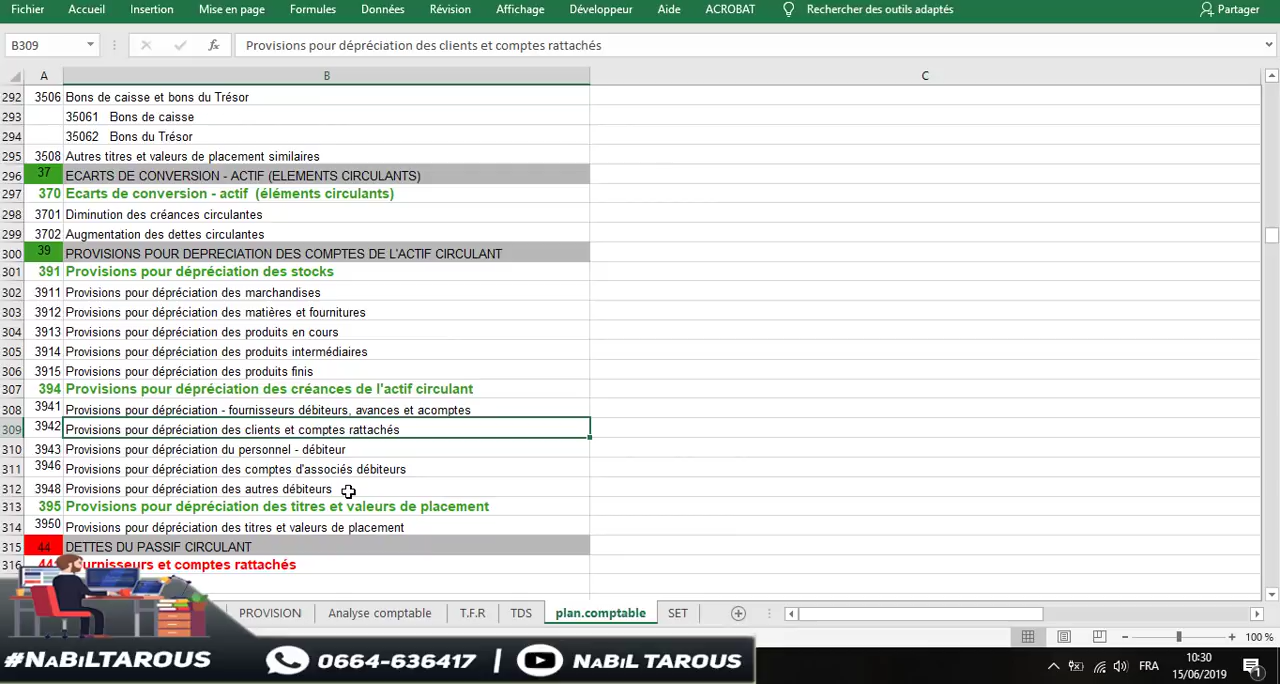 Fichier Accueil Insertion Mise en page Formules Données Révision Affichage Développeur Aide ACROBAT Rechercher des outils adaptés Partager
B309 fx Provisions pour dépréciation des clients et comptes rattachés
A B C
292 3506 Bons de caisse et bons du Trésor
293 35061 Bons de caisse
294 35062 Bons du Trésor
295 3508 Autres titres et valeurs de placement similaires
296 37 ECARTS DE CONVERSION - ACTIF (ELEMENTS CIRCULANTS)
297 370 Ecarts de conversion - actif (éléments circulants)
298 3701 Diminution des créances circulantes
299 3702 Augmentation des dettes circulantes
300 39 PROVISIONS POUR DEPRECIATION DES COMPTES DE L'ACTIF CIRCULANT
301 391 Provisions pour dépréciation des stocks
302 3911 Provisions pour dépréciation des marchandises
303 3912 Provisions pour dépréciation des matières et fournitures
304 3913 Provisions pour dépréciation des produits en cours
305 3914 Provisions pour dépréciation des produits intermédiaires
306 3915 Provisions pour dépréciation des produits finis
307 394 Provisions pour dépréciation des créances de l'actif circulant
308 3941 Provisions pour dépréciation - fournisseurs débiteurs, avances et acomptes
309 3942 Provisions pour dépréciation des clients et comptes rattachés
310 3943 Provisions pour dépréciation du personnel - débiteur
311 3946 Provisions pour dépréciation des comptes d'associés débiteurs
312 3948 Provisions pour dépréciation des autres débiteurs
313 395 Provisions pour dépréciation des titres et valeurs de placement
314 3950 Provisions pour dépréciation des titres et valeurs de placement
315 44 DETTES DU PASSIF CIRCULANT
316 et comptes rattachés
PROVISION Analyse comptable T.F.R TDS plan.comptable SET
100 %
#NABILTAROUS 0664-636417 | NABIL TAROUS
FRA 10:30
15/06/2019 1